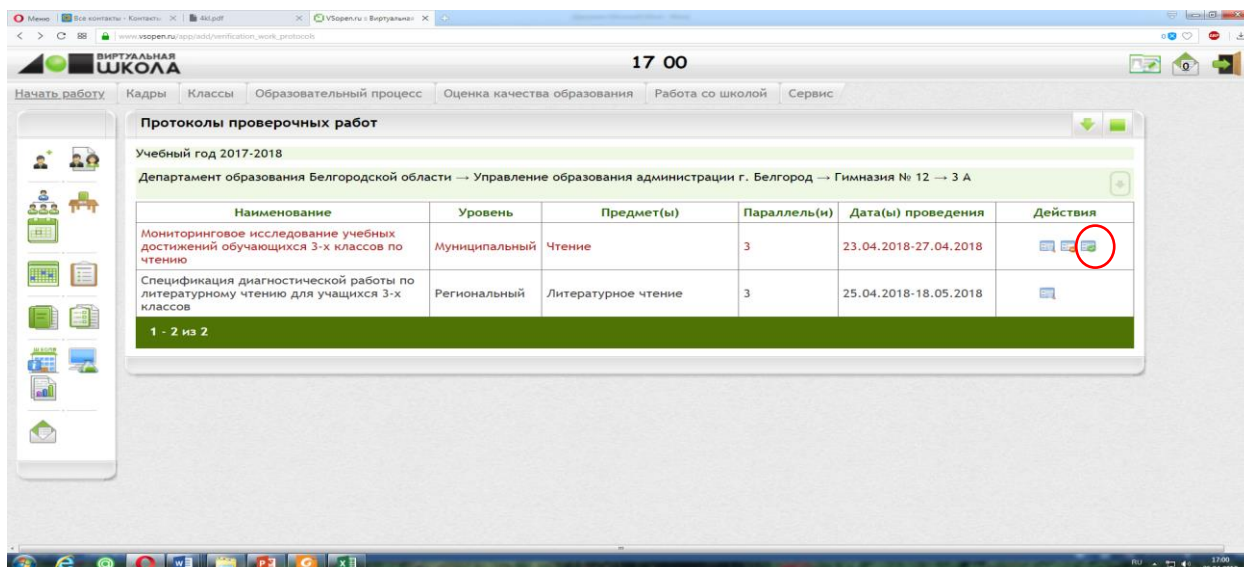 Меню
Все контакты - Контакты
4kl.pdf
VSopen.ru :: Виртуальная
www.vsopen.ru/app/add/verification_work_protocols
ВИРТУАЛЬНАЯ
ШКОЛА
17 00
0
Начать работу Кадры Классы Образовательный процесс Оценка качества образования Работа со школой Сервис
Протоколы проверочных работ
Учебный год 2017-2018
Департамент образования Белгородской области → Управление образования администрации г. Белгород → Гимназия № 12 → 3 А
Наименование Уровень Предмет(ы) Параллель(и) Дата(ы) проведения Действия
Мониторинговое исследование учебных
достижений обучающихся 3-х классов по
чтению
Муниципальный Чтение 3 23.04.2018-27.04.2018
Спецификация диагностической работы по
литературному чтению для учащихся 3-х
классов
Региональный Литературное чтение 3 25.04.2018-18.05.2018
1 - 2 из 2
RU
17:00